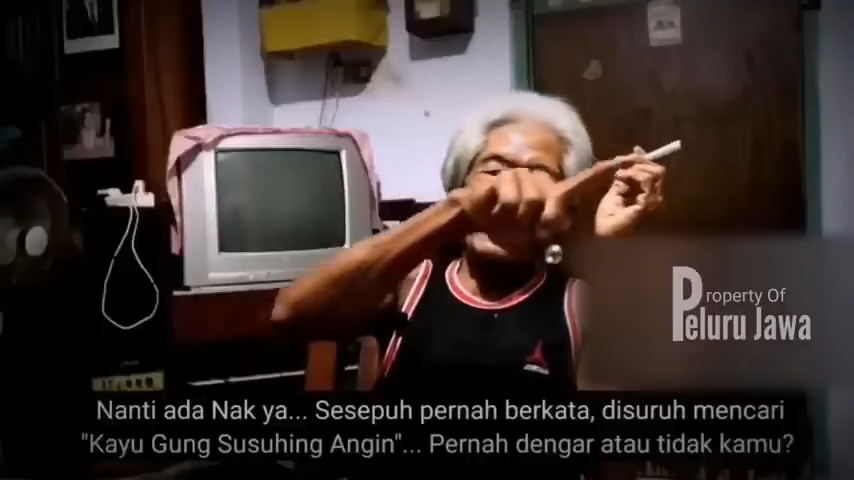 Property Of
Peluru Jawa
Nanti ada Nak ya... Sesepuh pernah berkata, disuruh mencari
"Kayu Gung Susuhing Angin"... Pernah dengar atau tidak kamu?